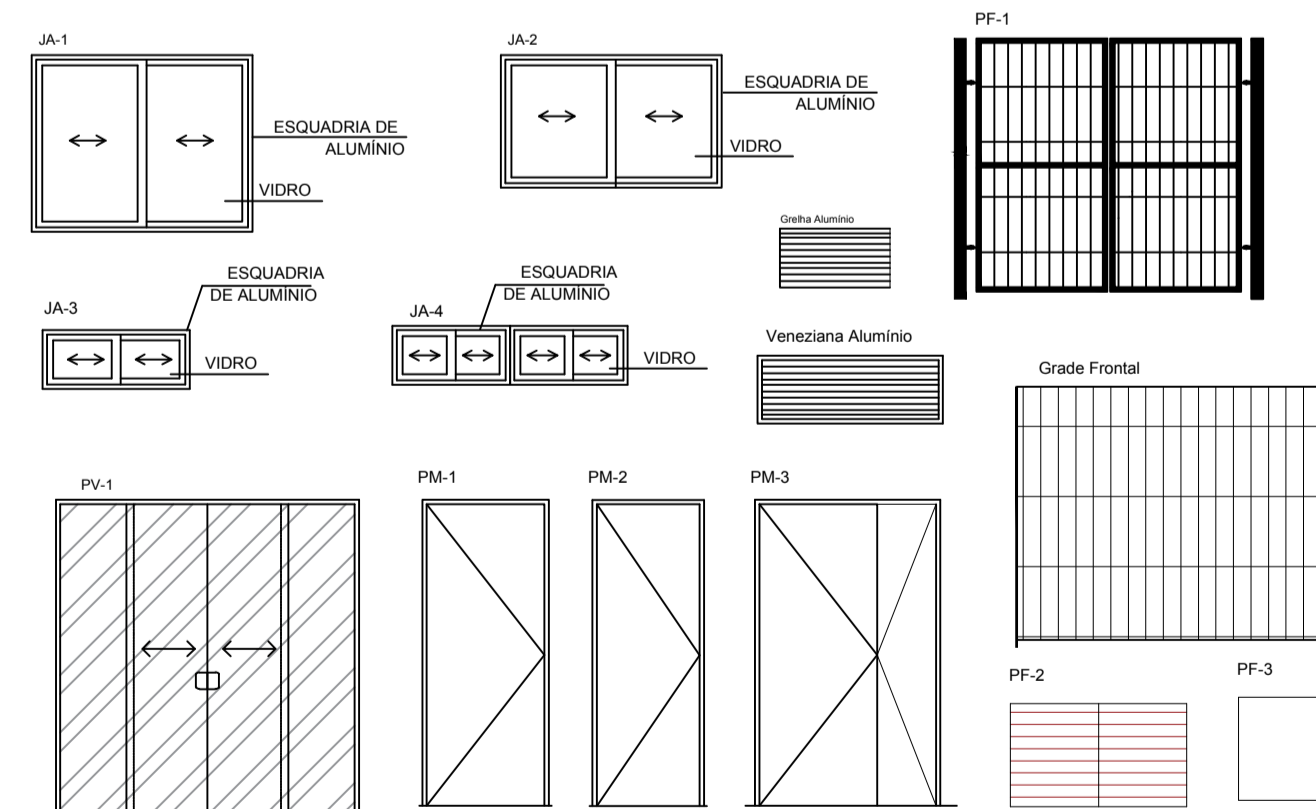 JA-1
ESQUADRIA DE
ALUMÍNIO
VIDRO
JA-2
ESQUADRIA DE
ALUMÍNIO
VIDRO
PF-1
Grelha Alumínio
JA-3
ESQUADRIA
DE ALUMÍNIO
VIDRO
JA-4
ESQUADRIA
DE ALUMÍNIO
VIDRO
Veneziana Alumínio
Grade Frontal
PV-1
PM-1
PM-2
PM-3
PF-2
PF-3